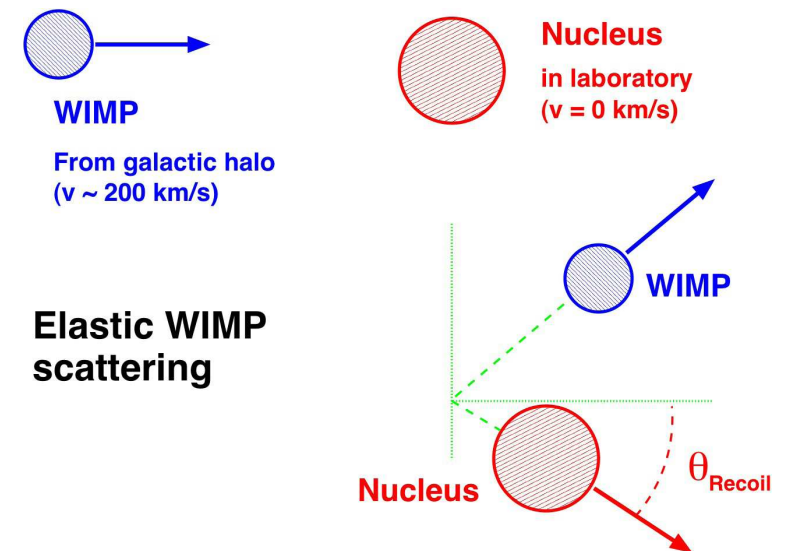 WIMP
From galactic halo
(v ~ 200 km/s)
Nucleus
in laboratory
(v = 0 km/s)
Elastic WIMP
scattering
WIMP
Nucleus
θRecoil